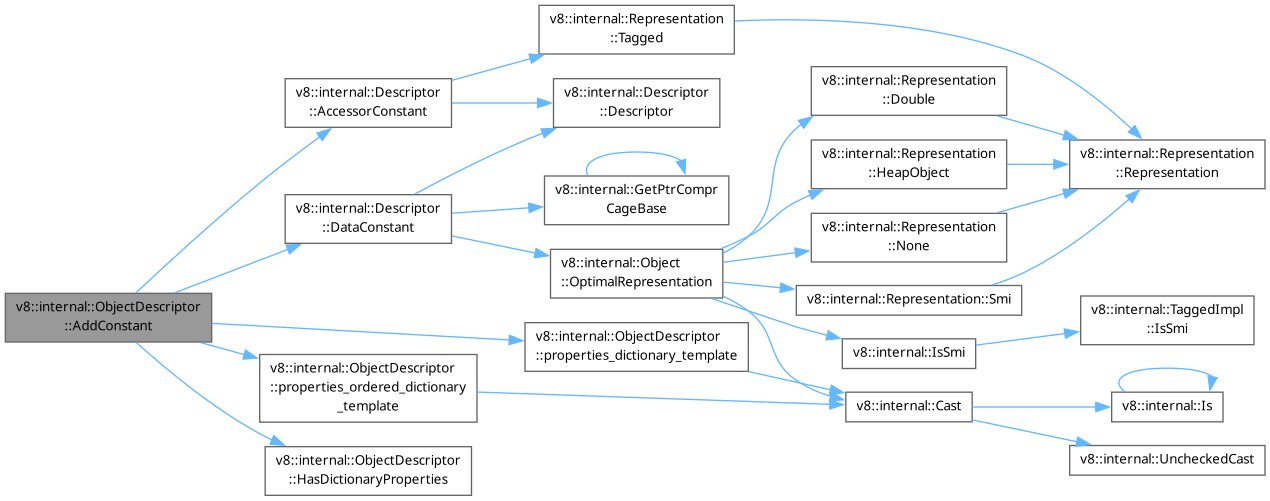 v8::internal::ObjectDescriptor
::AddConstant
v8::internal::Descriptor
::AccessorConstant
v8::internal::Descriptor
::DataConstant
v8::internal::ObjectDescriptor
::properties_ordered_dictionary
_template
v8::internal::ObjectDescriptor
::HasDictionaryProperties
v8::internal::Representation
::Tagged
v8::internal::Descriptor
::Descriptor
v8::internal::GetPtrCompr
CageBase
v8::internal::Object
::OptimalRepresentation
v8::internal::ObjectDescriptor
::properties_dictionary_template
v8::internal::Representation
::Double
v8::internal::Representation
::HeapObject
v8::internal::Representation
::None
v8::internal::Representation::Smi
v8::internal::IsSmi
v8::internal::Cast
v8::internal::Representation
::Representation
v8::internal::TaggedImpl
::IsSmi
v8::internal::Is
v8::internal::UncheckedCast